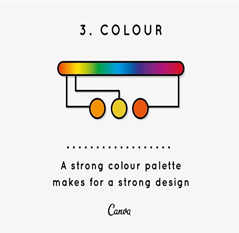 3. COLOUR
A strong colour palette
makes for a strong design
Canva